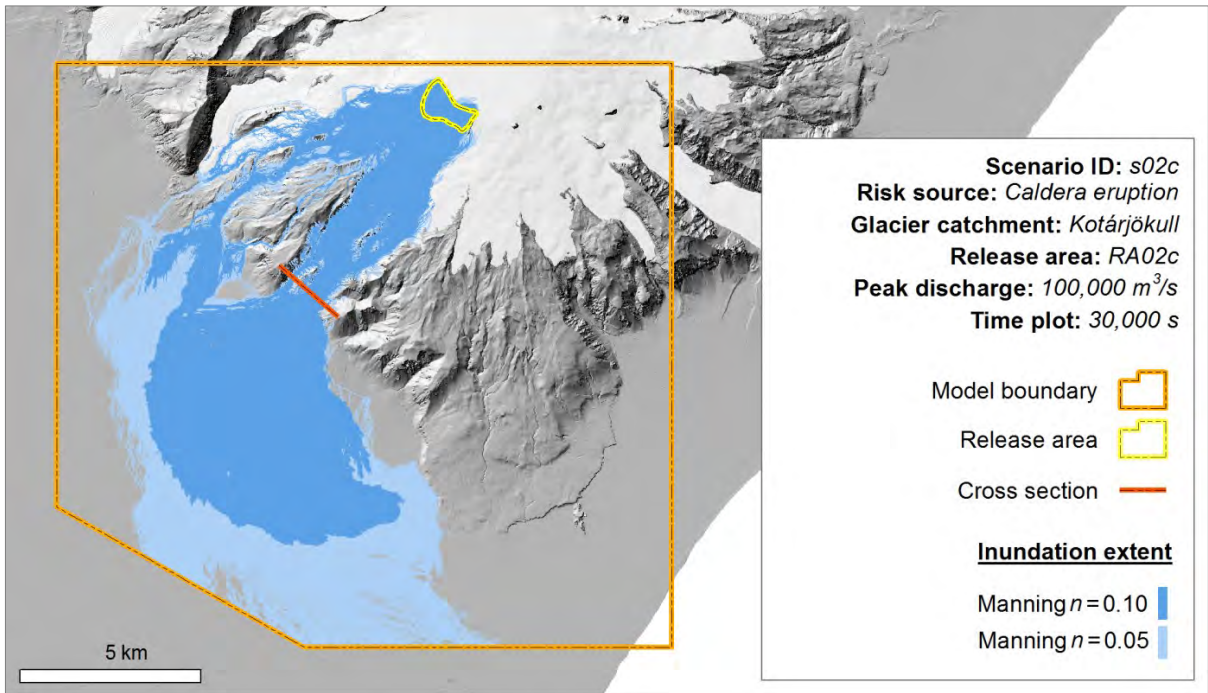 Scenario ID: s02c
Risk source: Caldera eruption
Glacier catchment: Kotárjökull
Release area: RA02c
Peak discharge: 100,000 m³/s
Time plot: 30,000 s
Model boundary
Release area
Cross section
Inundation extent
Manning n = 0.10
Manning n = 0.05
5 km